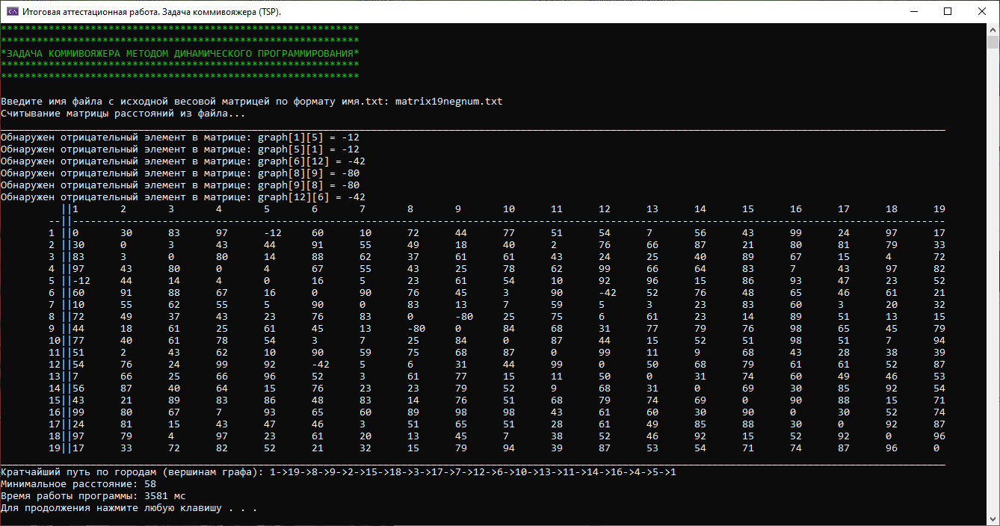 Итоговая аттестационная работа. Задача коммивояжера (TSP).
************************************************************
************************************************************
*ЗАДАЧА КОММИВОЯЖЕРА МЕТОДОМ ДИНАМИЧЕСКОГО ПРОГРАММИРОВАНИЯ*
************************************************************
************************************************************
Введите имя файла с исходной весовой матрицей по формату имя.txt: matrix19negnum.txt
Считывание матрицы расстояний из файла...
Обнаружен отрицательный элемент в матрице: graph[1][5] = -12
Обнаружен отрицательный элемент в матрице: graph[5][1] = -12
Обнаружен отрицательный элемент в матрице: graph[6][12] = -42
Обнаружен отрицательный элемент в матрице: graph[8][9] = -80
Обнаружен отрицательный элемент в матрице: graph[9][8] = -80
Обнаружен отрицательный элемент в матрице: graph[12][6] = -42
||1 2 3 4 5 6 7 8 9 10 11 12 13 14 15 16 17 18 19
--||--------------------------------------------------------------------------------------------------------------------------------------------------
1 ||0 30 83 97 -12 60 10 72 44 77 51 54 7 56 43 99 24 97 17
2 ||30 0 3 43 44 91 55 49 18 40 2 76 66 87 21 80 81 79 33
3 ||83 3 0 80 14 88 62 37 61 61 43 24 25 40 89 67 15 4 72
4 ||97 43 80 0 4 67 55 43 25 78 62 99 66 64 83 7 43 97 82
5 ||-12 44 14 4 0 16 5 23 61 54 10 92 96 15 86 93 47 23 52
6 ||60 91 88 67 16 0 90 76 45 3 90 -42 52 76 48 65 46 61 21
7 ||10 55 62 55 5 90 0 83 13 7 59 5 3 23 83 60 3 20 32
8 ||72 49 37 43 23 76 83 0 -80 25 75 6 61 23 14 89 51 13 15
9 ||44 18 61 25 61 45 13 -80 0 84 68 31 77 79 76 98 65 45 79
10||77 40 61 78 54 3 7 25 84 0 87 44 15 52 51 98 51 7 94
11||51 2 43 62 10 90 59 75 68 87 0 99 11 9 68 43 28 38 39
12||54 76 24 99 92 -42 5 6 31 44 99 0 50 68 79 61 61 52 87
13||7 66 25 66 96 52 3 61 77 15 11 50 0 31 74 60 49 46 53
14||56 87 40 64 15 76 23 23 79 52 9 68 31 0 69 30 85 92 54
15||43 21 89 83 86 48 83 14 76 51 68 79 74 69 0 90 88 15 71
16||99 80 67 7 93 65 60 89 98 98 43 61 60 30 90 0 30 52 74
17||24 81 15 43 47 46 3 51 65 51 28 61 49 85 88 30 0 92 87
18||97 79 4 97 23 61 20 13 45 7 38 52 46 92 15 52 92 0 96
19||17 33 72 82 52 21 32 15 79 94 39 87 53 54 71 74 87 96 0
Кратчайший путь по городам (вершинам графа): 1->19->8->9->2->15->18->3->17->7->12->6->10->13->11->14->16->4->5->1
Минимальное расстояние: 58
Время работы программы: 3581 мс
Для продолжения нажмите любую клавишу . . .